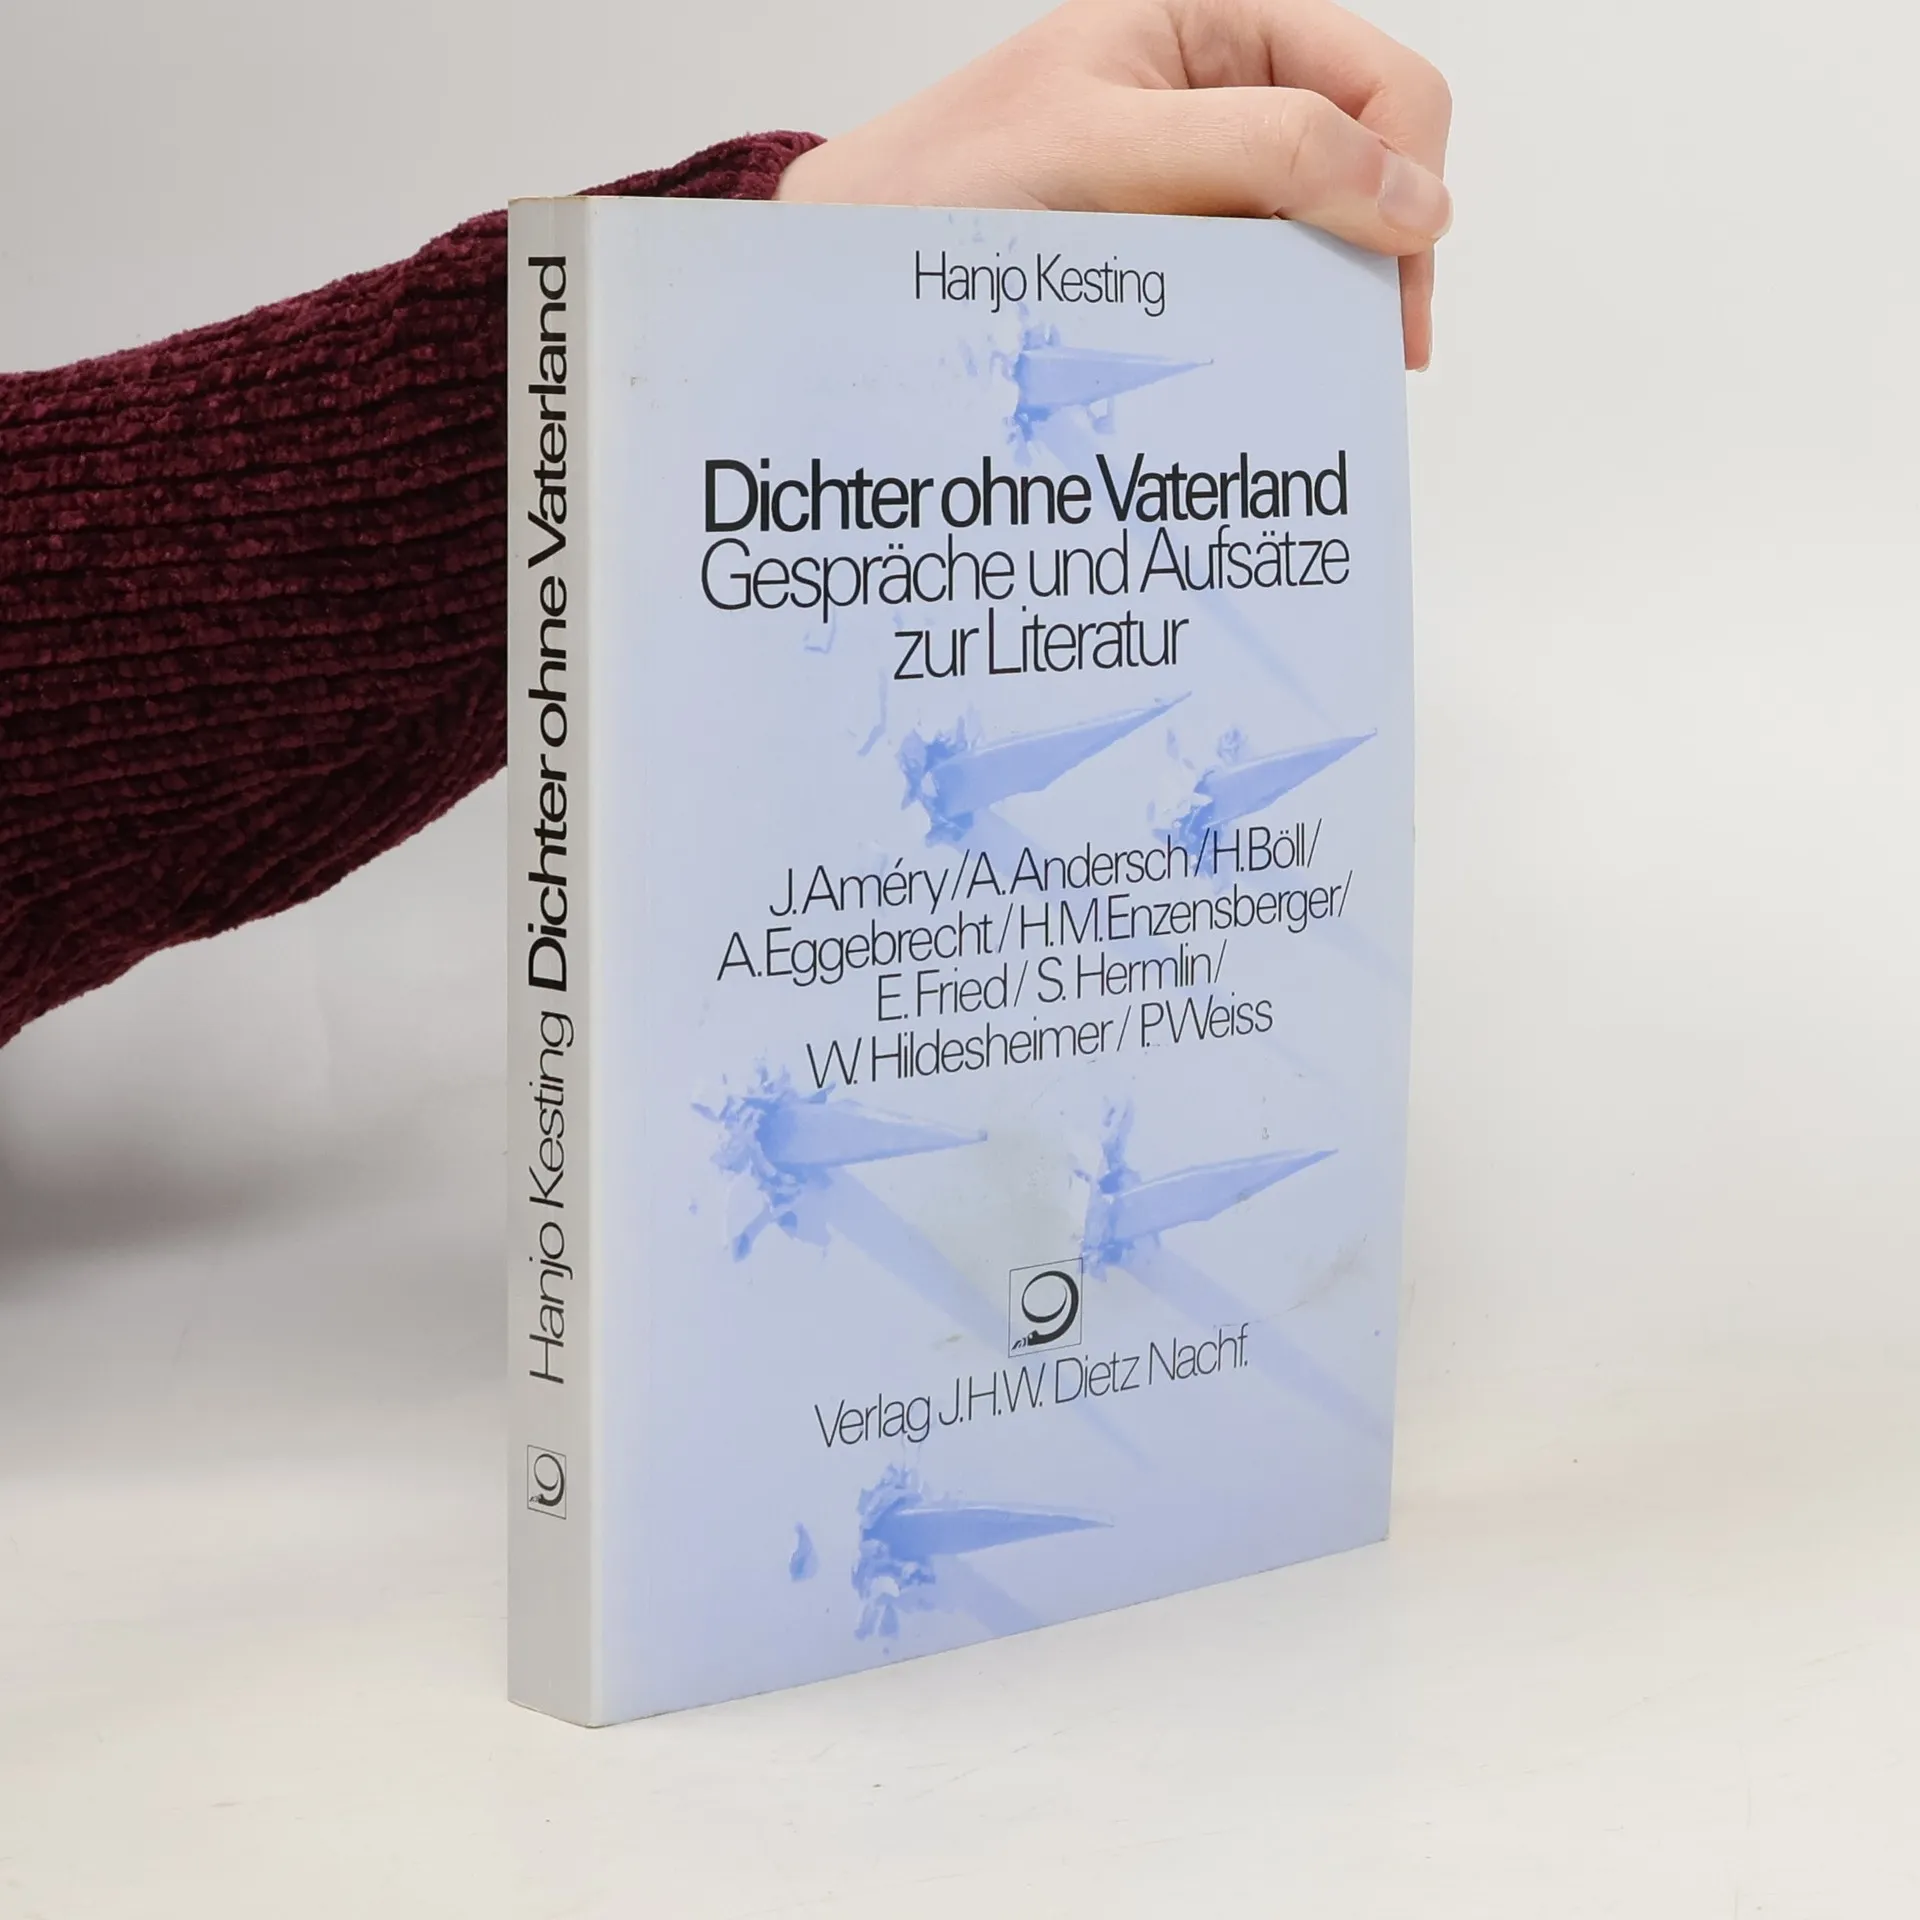 Hanjo Kesting Dichter ohne Vaterland
Hanjo Kesting
Dichter ohne Vaterland
Gespräche und Aufsätze
zur Literatur
J. Améry/A. Andersch/H. Böll/
A. Eggebrecht/H. M. Enzensberger/
E. Fried/S. Hermlin/
W. Hildesheimer/P. Weiss
Verlag J.H.W. Dietz Nachf.